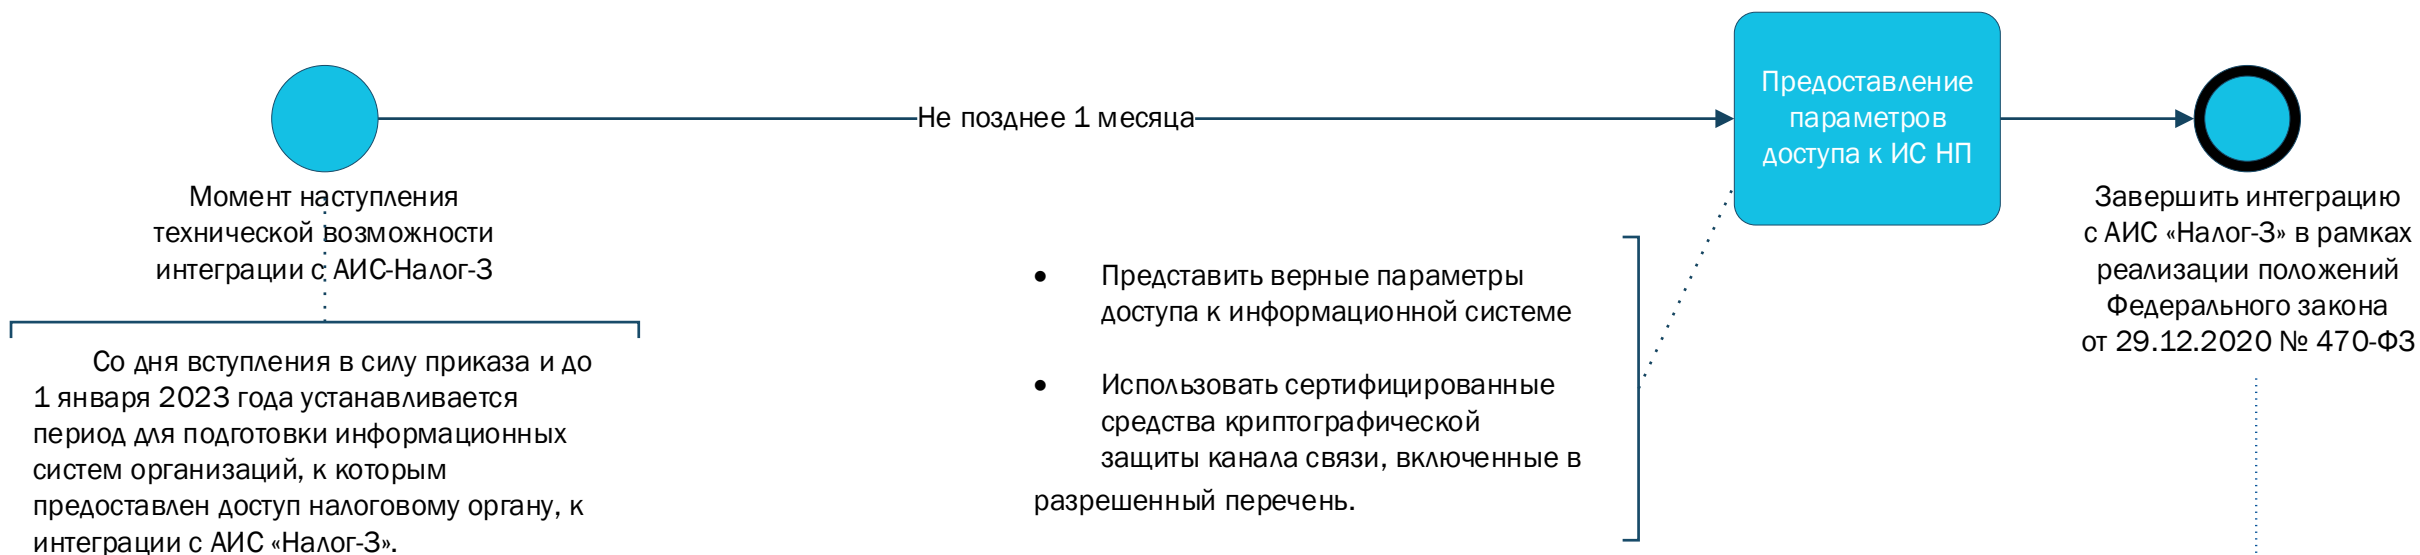 Не позднее 1 месяца
Предоставление
параметров
доступа к ИС НП
Момент наступления
технической возможности
интеграции с АИС-Налог-3
Завершить интеграцию
с АИС «Налог-3» в рамках
реализации положений
Федерального закона
от 29.12.2020 № 470-ФЗ
Со дня вступления в силу приказа и до
1 января 2023 года устанавливается
период для подготовки информационных
систем организаций, к которым
предоставлен доступ налоговому органу, к
интеграции с АИС «Налог-3».
• Представить верные параметры
доступа к информационной системе
• Использовать сертифицированные
средства криптографической
защиты канала связи, включенные в
разрешенный перечень.